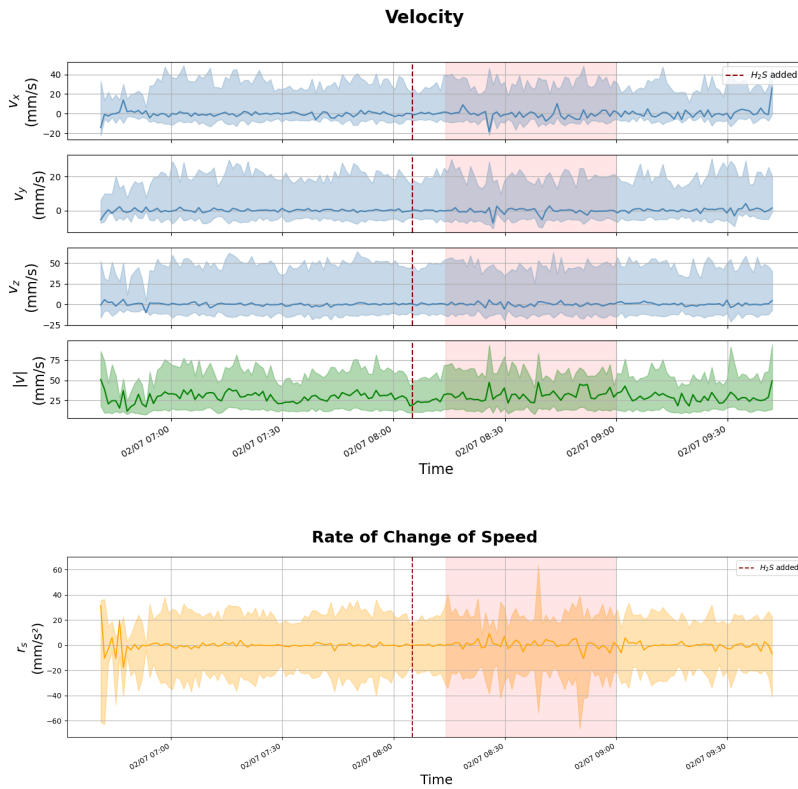 Velocity
v_x
(mm/s)
40
20
0
−20
H₂S added
v_y
(mm/s)
20
0
v_z
(mm/s)
50
25
0
−25
|v|
(mm/s)
75
50
25
02/07 07:00
02/07 07:30
02/07 08:00
02/07 08:30
02/07 09:00
02/07 09:30
Time
Rate of Change of Speed
r_s
(mm/s²)
60
40
20
0
−20
−40
−60
H₂S added
02/07 07:00
02/07 07:30
02/07 08:00
02/07 08:30
02/07 09:00
02/07 09:30
Time